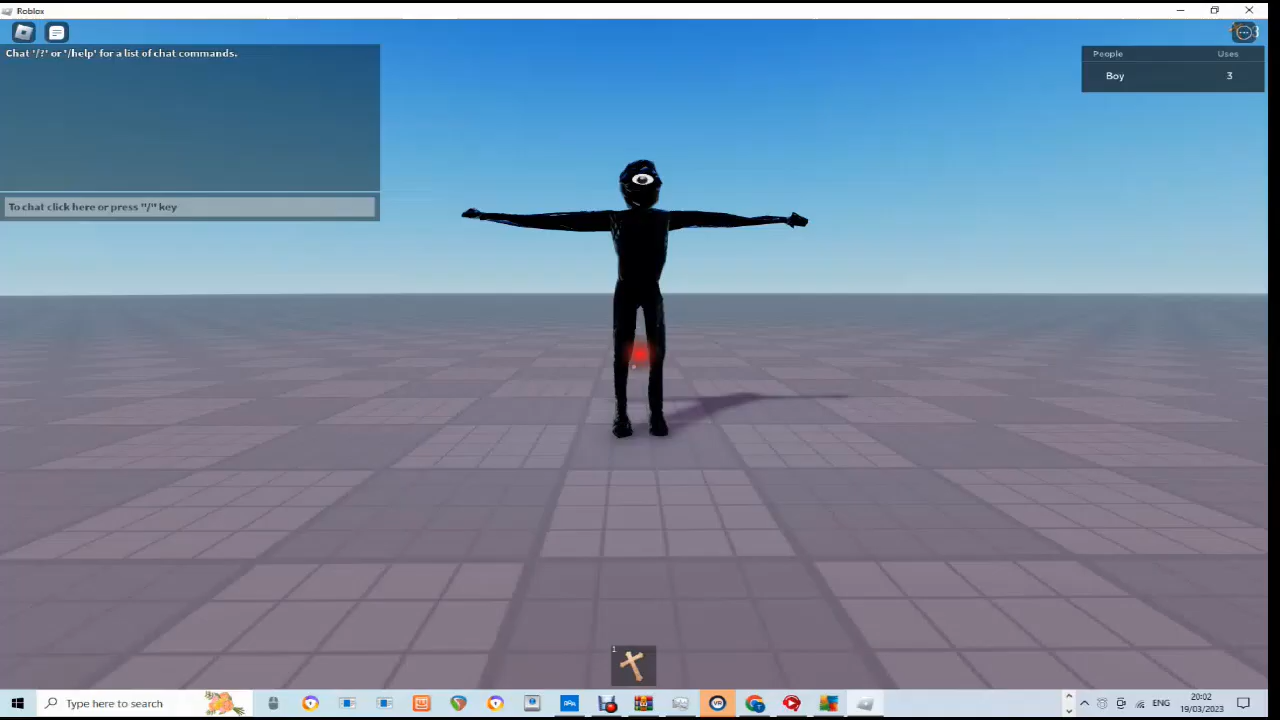 Roblox
Chat '/?' or '/help' for a list of chat commands.
To chat click here or press "/" key
People Uses
Boy 3
1
Type here to search
VR
ENG
20:02
19/03/2023